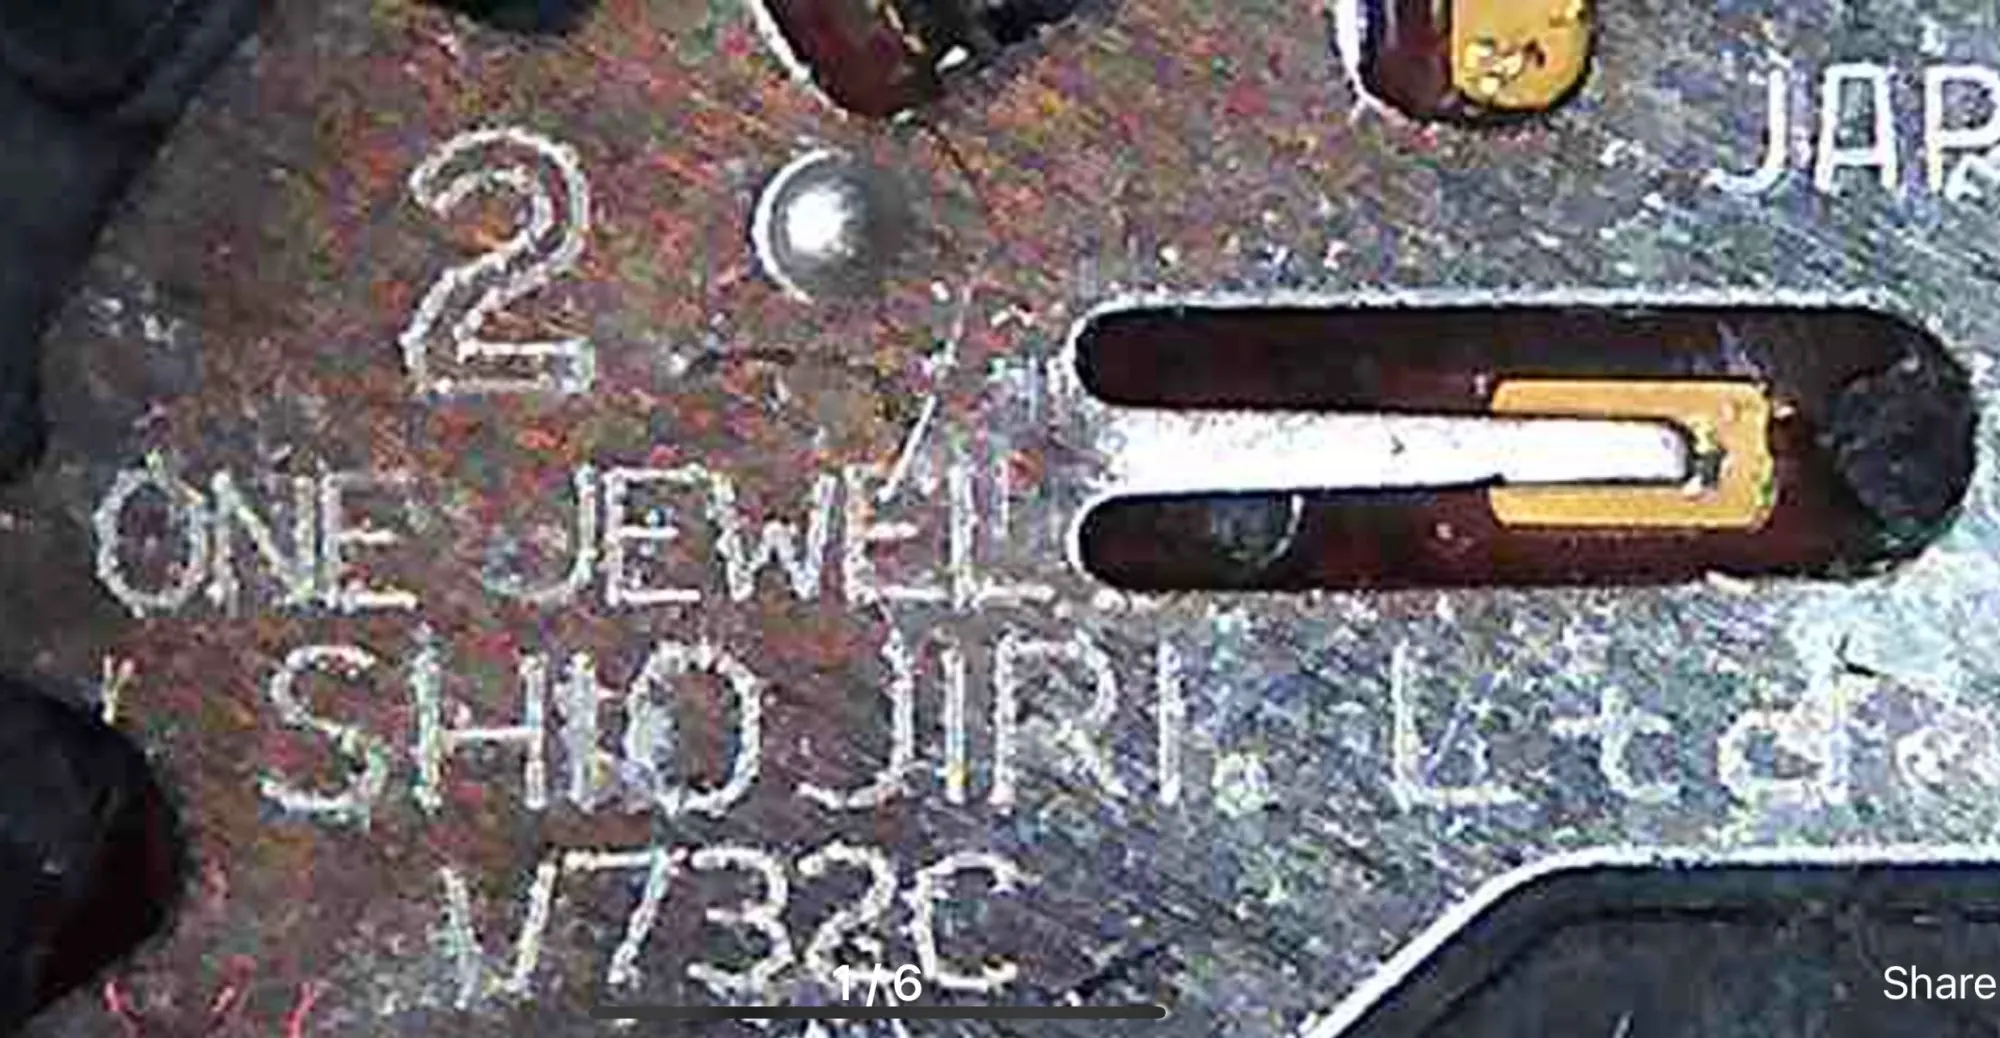 JAP
2
ONE JEWEL
SHIOJIRI. Ltd.
V732C
1/6
Share